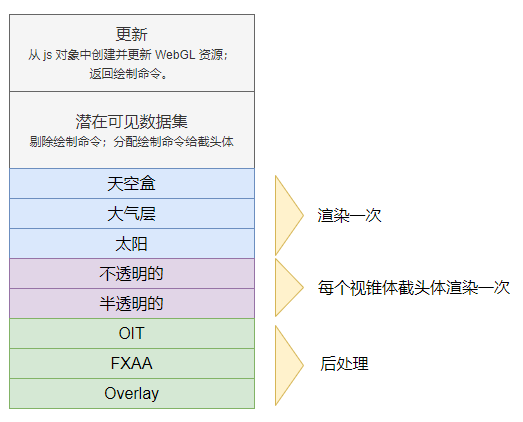 更新
从 js 对象中创建并更新 WebGL 资源；
返回绘制命令。
潜在可见数据集
剔除绘制命令；分配绘制命令给截头体
天空盒
大气层
太阳
渲染一次
不透明的
半透明的
每个视锥体截头体渲染一次
OIT
FXAA
Overlay
后处理